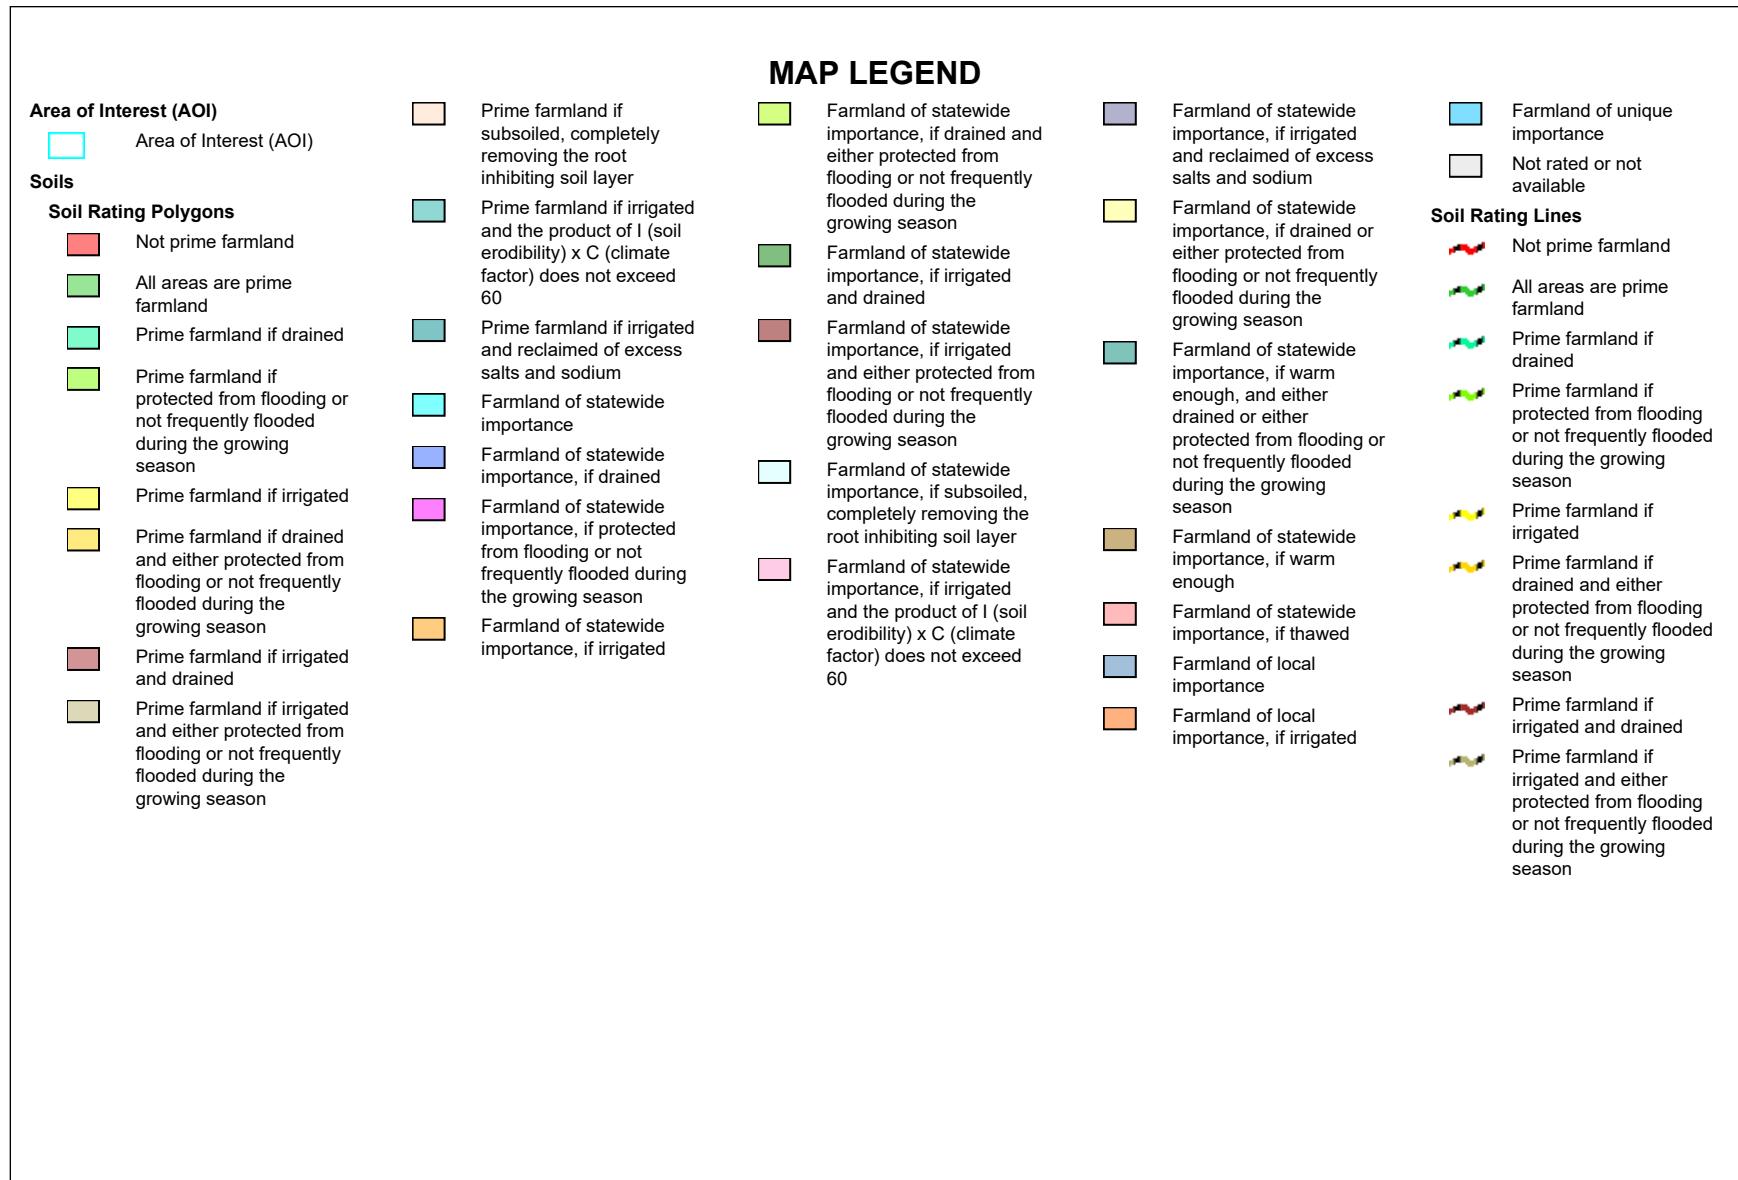 MAP LEGEND
Area of Interest (AOI)
Area of Interest (AOI)
Soils
Soil Rating Polygons
Not prime farmland
All areas are prime
farmland
Prime farmland if drained
Prime farmland if
protected from flooding or
not frequently flooded
during the growing
season
Prime farmland if irrigated
Prime farmland if drained
and either protected from
flooding or not frequently
flooded during the
growing season
Prime farmland if irrigated
and drained
Prime farmland if irrigated
and either protected from
flooding or not frequently
flooded during the
growing season
Prime farmland if
subsoiled, completely
removing the root
inhibiting soil layer
Prime farmland if irrigated
and the product of I (soil
erodibility) x C (climate
factor) does not exceed
60
Prime farmland if irrigated
and reclaimed of excess
salts and sodium
Farmland of statewide
importance
Farmland of statewide
importance, if drained
Farmland of statewide
importance, if protected
from flooding or not
frequently flooded during
the growing season
Farmland of statewide
importance, if irrigated
Farmland of statewide
importance, if drained and
either protected from
flooding or not frequently
flooded during the
growing season
Farmland of statewide
importance, if irrigated
and drained
Farmland of statewide
importance, if irrigated
and either protected from
flooding or not frequently
flooded during the
growing season
Farmland of statewide
importance, if subsoiled,
completely removing the
root inhibiting soil layer
Farmland of statewide
importance, if irrigated
and the product of I (soil
erodibility) x C (climate
factor) does not exceed
60
Farmland of statewide
importance, if irrigated
and reclaimed of excess
salts and sodium
Farmland of statewide
importance, if drained or
either protected from
flooding or not frequently
flooded during the
growing season
Farmland of statewide
importance, if warm
enough, and either
drained or either
protected from flooding or
not frequently flooded
during the growing
season
Farmland of statewide
importance, if warm
enough
Farmland of statewide
importance, if thawed
Farmland of local
importance
Farmland of local
importance, if irrigated
Farmland of unique
importance
Not rated or not
available
Soil Rating Lines
Not prime farmland
All areas are prime
farmland
Prime farmland if
drained
Prime farmland if
protected from flooding
or not frequently flooded
during the growing
season
Prime farmland if
irrigated
Prime farmland if
drained and either
protected from flooding
or not frequently flooded
during the growing
season
Prime farmland if
irrigated and drained
Prime farmland if
irrigated and either
protected from flooding
or not frequently flooded
during the growing
season